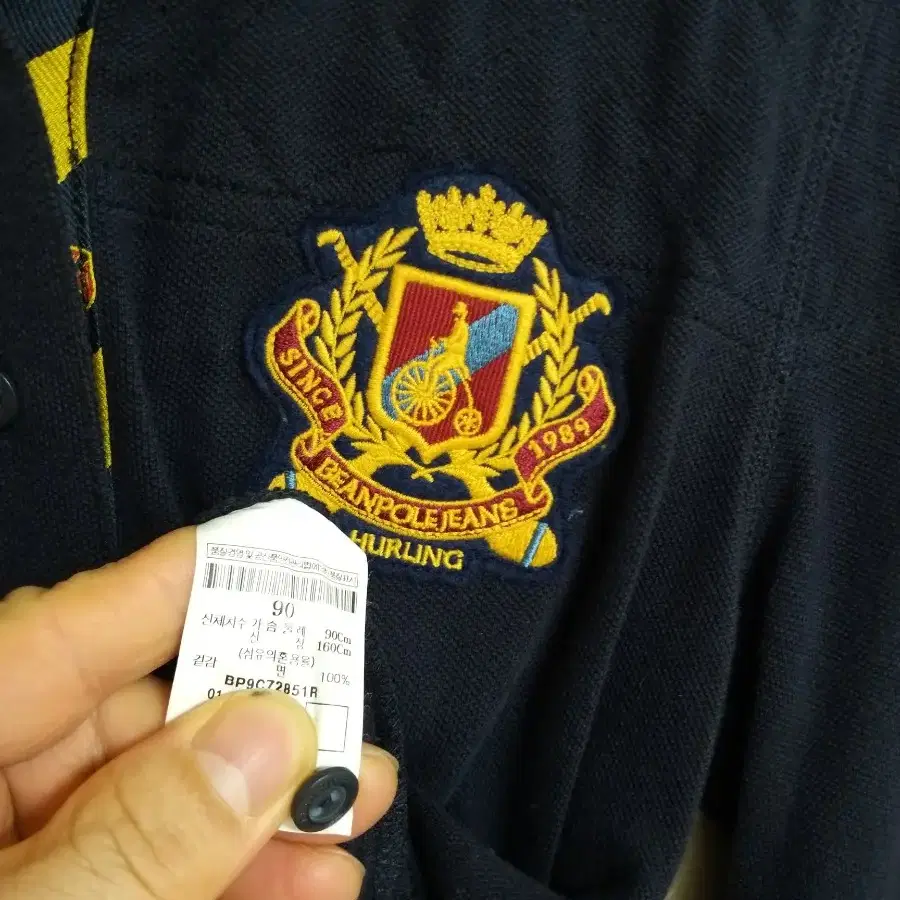 SINCE 1989
BEANPOLE JEANS
HURLING
90
신체치수 가슴둘레 90Cm
신장 160Cm
(섬유의혼용율)
겉감 면 100%
BP9CZ2851R
01